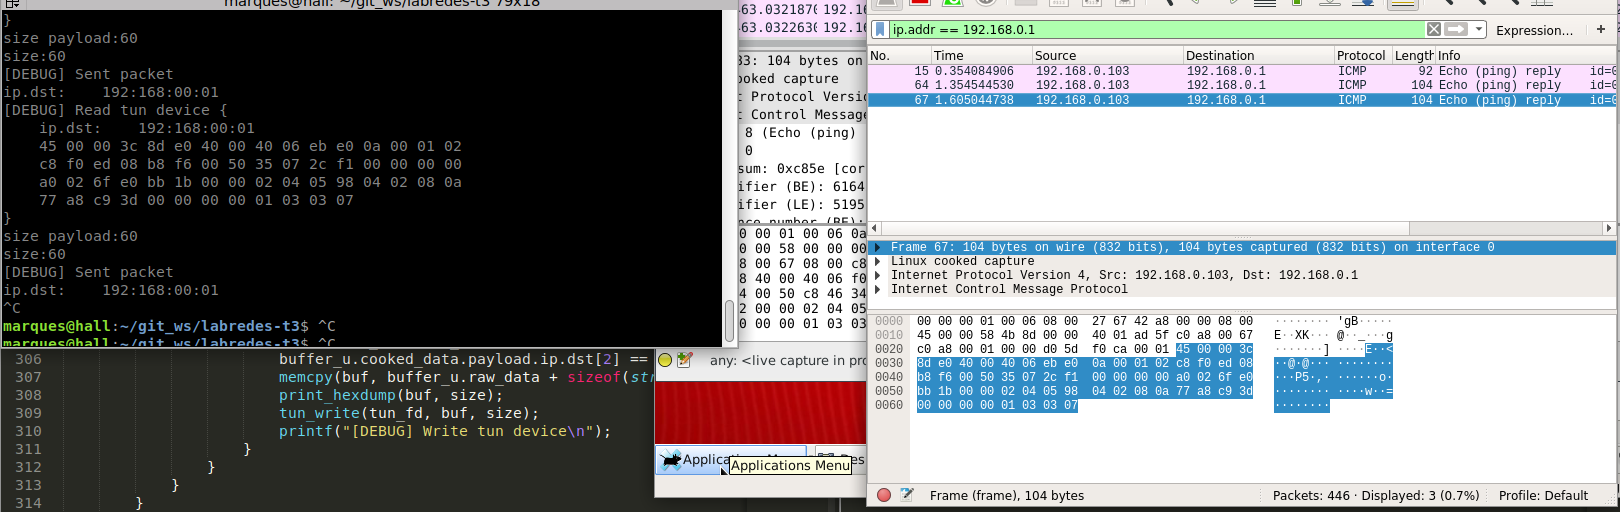 marques@hall: ~/git_ws/labredes-t3 79x18
}
size payload:60
size:60
[DEBUG] Sent packet
ip.dst:    192:168:00:01
[DEBUG] Read tun device {
    ip.dst:    192:168:00:01
    45 00 00 3c 8d e0 40 00 40 06 eb e0 0a 00 01 02
    c8 f0 ed 08 b8 f6 00 50 35 07 2c f1 00 00 00 00
    a0 02 6f e0 bb 1b 00 00 02 04 05 98 04 02 08 0a
    77 a8 c9 3d 00 00 00 00 01 03 03 07
}
size payload:60
size:60
[DEBUG] Sent packet
ip.dst:    192:168:00:01
^C
marques@hall:~/git_ws/labredes-t3$ ^C
marques@hall:~/git_ws/labredes-t3$ ^C
306 buffer_u.cooked_data.payload.ip.dst[2] ==
307 memcpy(buf, buffer_u.raw_data + sizeof(str
308 print_hexdump(buf, size);
309 tun_write(tun_fd, buf, size);
310 printf("[DEBUG] Write tun device\n");
311 }
312 }
313 }
314 }
63.0321870 192.16
63.0322630 192.16
33: 104 bytes on
ooked capture
t Protocol Versio
t Control Message
8 (Echo (ping)
0
sum: 0xc85e [cor
ifier (BE): 6164
ifier (LE): 5195
nce number (BE):
0 00 01 00 06 0a
0 00 58 00 00 00
8 00 67 08 00 c8
8 40 00 40 06 f0
4 00 50 c8 46 34
2 00 00 02 04 05
0 00 00 01 03 03
any: <live capture in pro
Applications Menu
ip.addr == 192.168.0.1
Expression... +
No. Time Source Destination Protocol Length Info
15 0.354084906 192.168.0.103 192.168.0.1 ICMP 92 Echo (ping) reply id=0
64 1.354544530 192.168.0.103 192.168.0.1 ICMP 104 Echo (ping) reply id=0
67 1.605044738 192.168.0.103 192.168.0.1 ICMP 104 Echo (ping) reply id=0
Frame 67: 104 bytes on wire (832 bits), 104 bytes captured (832 bits) on interface 0
Linux cooked capture
Internet Protocol Version 4, Src: 192.168.0.103, Dst: 192.168.0.1
Internet Control Message Protocol
0000 00 00 00 01 00 06 08 00 27 67 42 a8 00 00 08 00 ········ 'gB·····
0010 45 00 00 58 4b 8d 00 00 40 01 ad 5f c0 a8 00 67 E··XK··· @··_···g
0020 c0 a8 00 01 00 00 d0 5d f0 ca 00 01 45 00 00 3c ·······] ····E··<
0030 8d e0 40 00 40 06 eb e0 0a 00 01 02 c8 f0 ed 08 ··@·@··· ········
0040 b8 f6 00 50 35 07 2c f1 00 00 00 00 a0 02 6f e0 ···P5·,· ······o·
0050 bb 1b 00 00 02 04 05 98 04 02 08 0a 77 a8 c9 3d ········ ····w··=
0060 00 00 00 00 01 03 03 07 ········
Frame (frame), 104 bytes
Packets: 446 · Displayed: 3 (0.7%)
Profile: Default